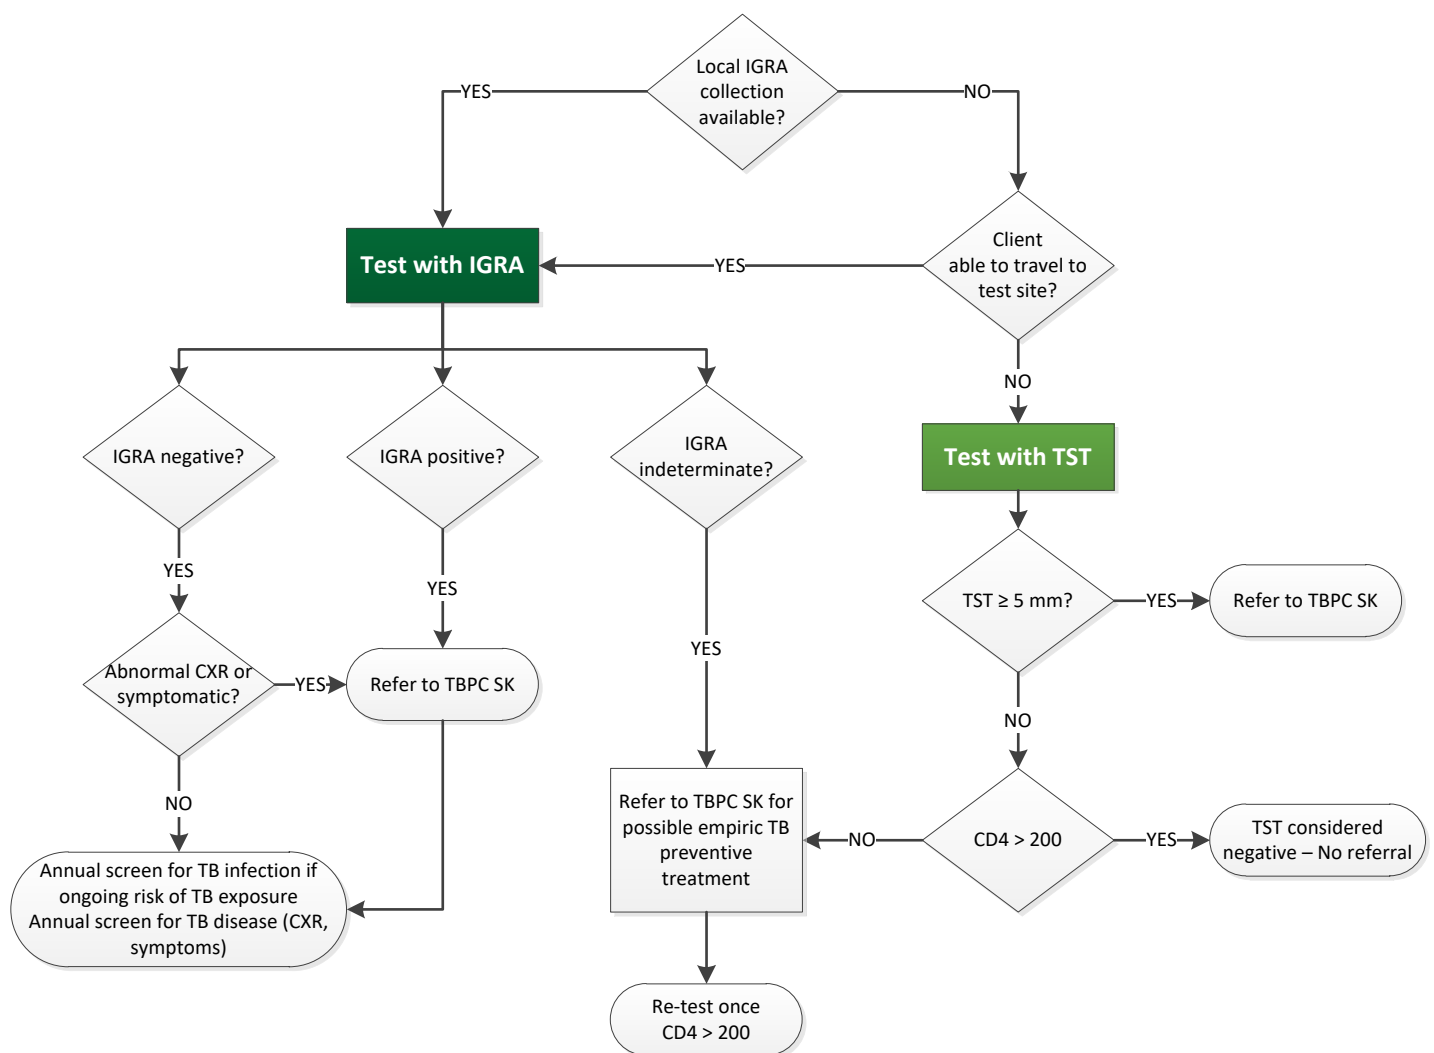 Local IGRA
collection
available?
YES
NO
Test with IGRA
YES
Client
able to travel to
test site?
NO
IGRA negative?
IGRA positive?
IGRA
indeterminate?
Test with TST
YES
YES
YES
TST ≥ 5 mm?
YES
Refer to TBPC SK
Abnormal CXR or
symptomatic?
YES
Refer to TBPC SK
NO
NO
Refer to TBPC SK for
possible empiric TB
preventive
treatment
NO
CD4 > 200
YES
TST considered
negative – No referral
Annual screen for TB infection if
ongoing risk of TB exposure
Annual screen for TB disease (CXR,
symptoms)
Re-test once
CD4 > 200